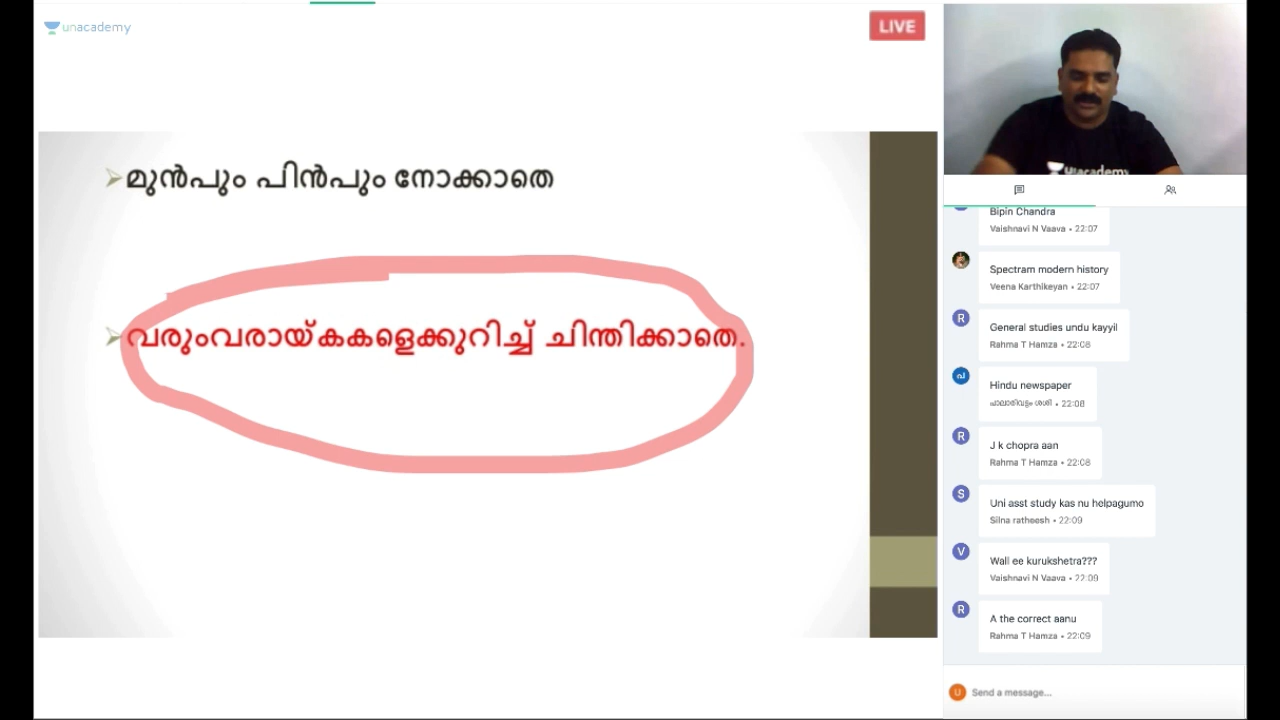 unacademy
LIVE
മുൻപും പിൻപും നോക്കാതെ
വരുംവരായ്കകളെക്കുറിച്ച് ചിന്തിക്കാതെ.
unacademy
Bipin Chandra
Vaishnavi N Vaava • 22:07
Spectram modern history
Veena Karthikeyan • 22:07
R
General studies undu kayyil
Rahma T Hamza • 22:08
പ
Hindu newspaper
പാലാരിവട്ടം ശശി • 22:08
R
J k chopra aan
Rahma T Hamza • 22:08
S
Uni asst study kas nu helpagumo
Silna ratheesh • 22:09
V
Wall ee kurukshetra???
Vaishnavi N Vaava • 22:09
R
A the correct aanu
Rahma T Hamza • 22:09
U
Send a message...